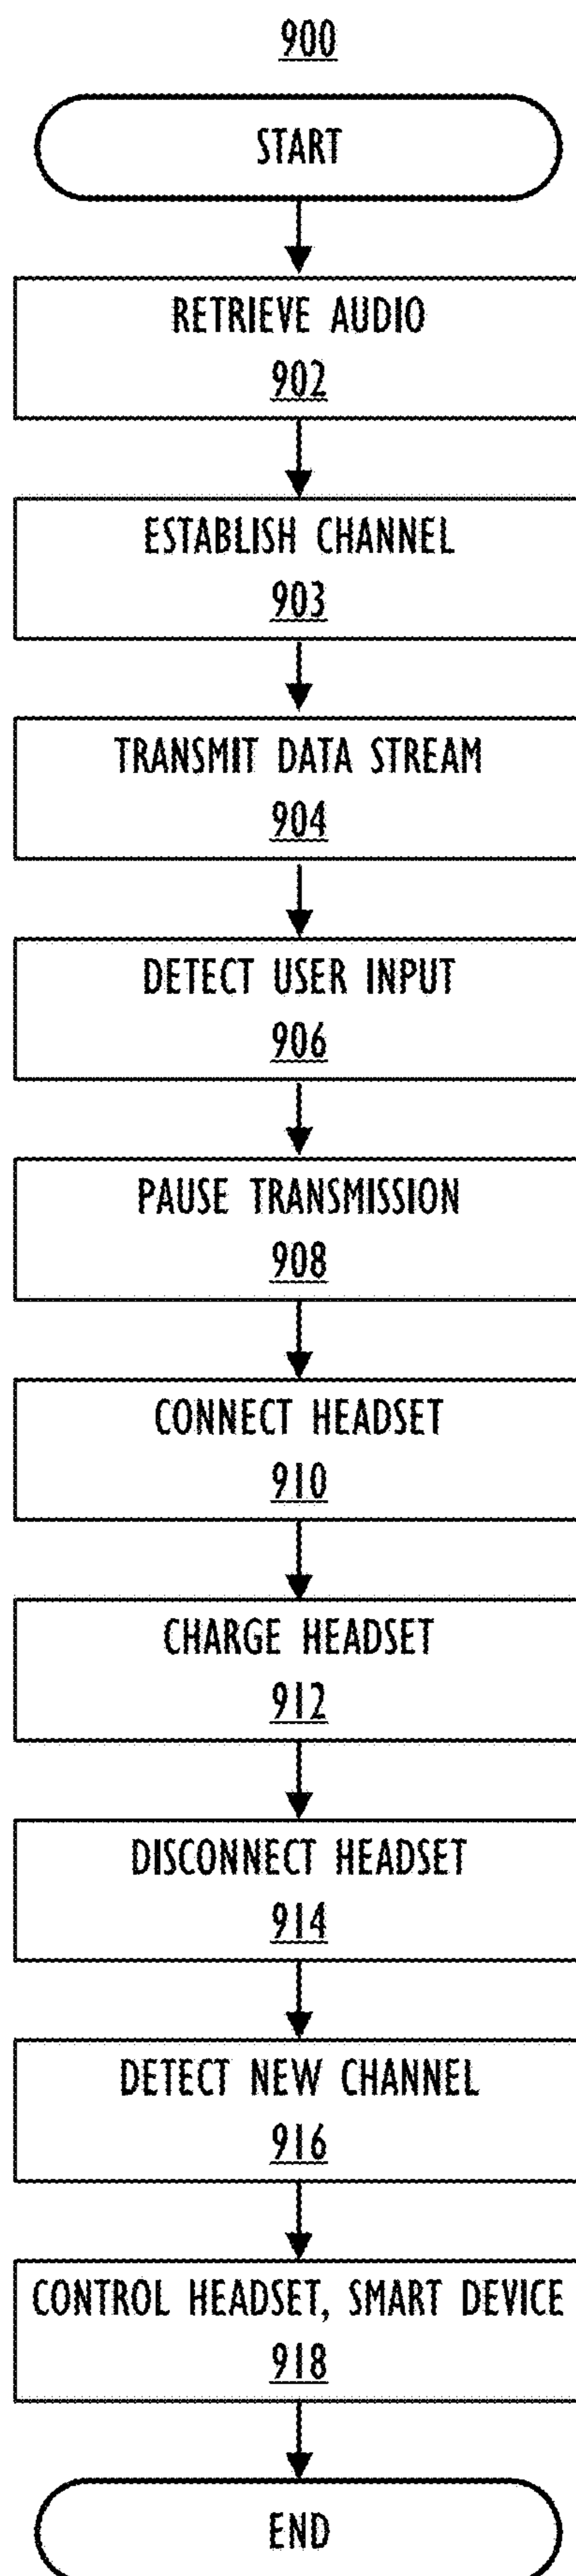 900
START
RETRIEVE AUDIO
902
ESTABLISH CHANNEL
903
TRANSMIT DATA STREAM
904
DETECT USER INPUT
906
PAUSE TRANSMISSION
908
CONNECT HEADSET
910
CHARGE HEADSET
912
DISCONNECT HEADSET
914
DETECT NEW CHANNEL
916
CONTROL HEADSET, SMART DEVICE
918
END